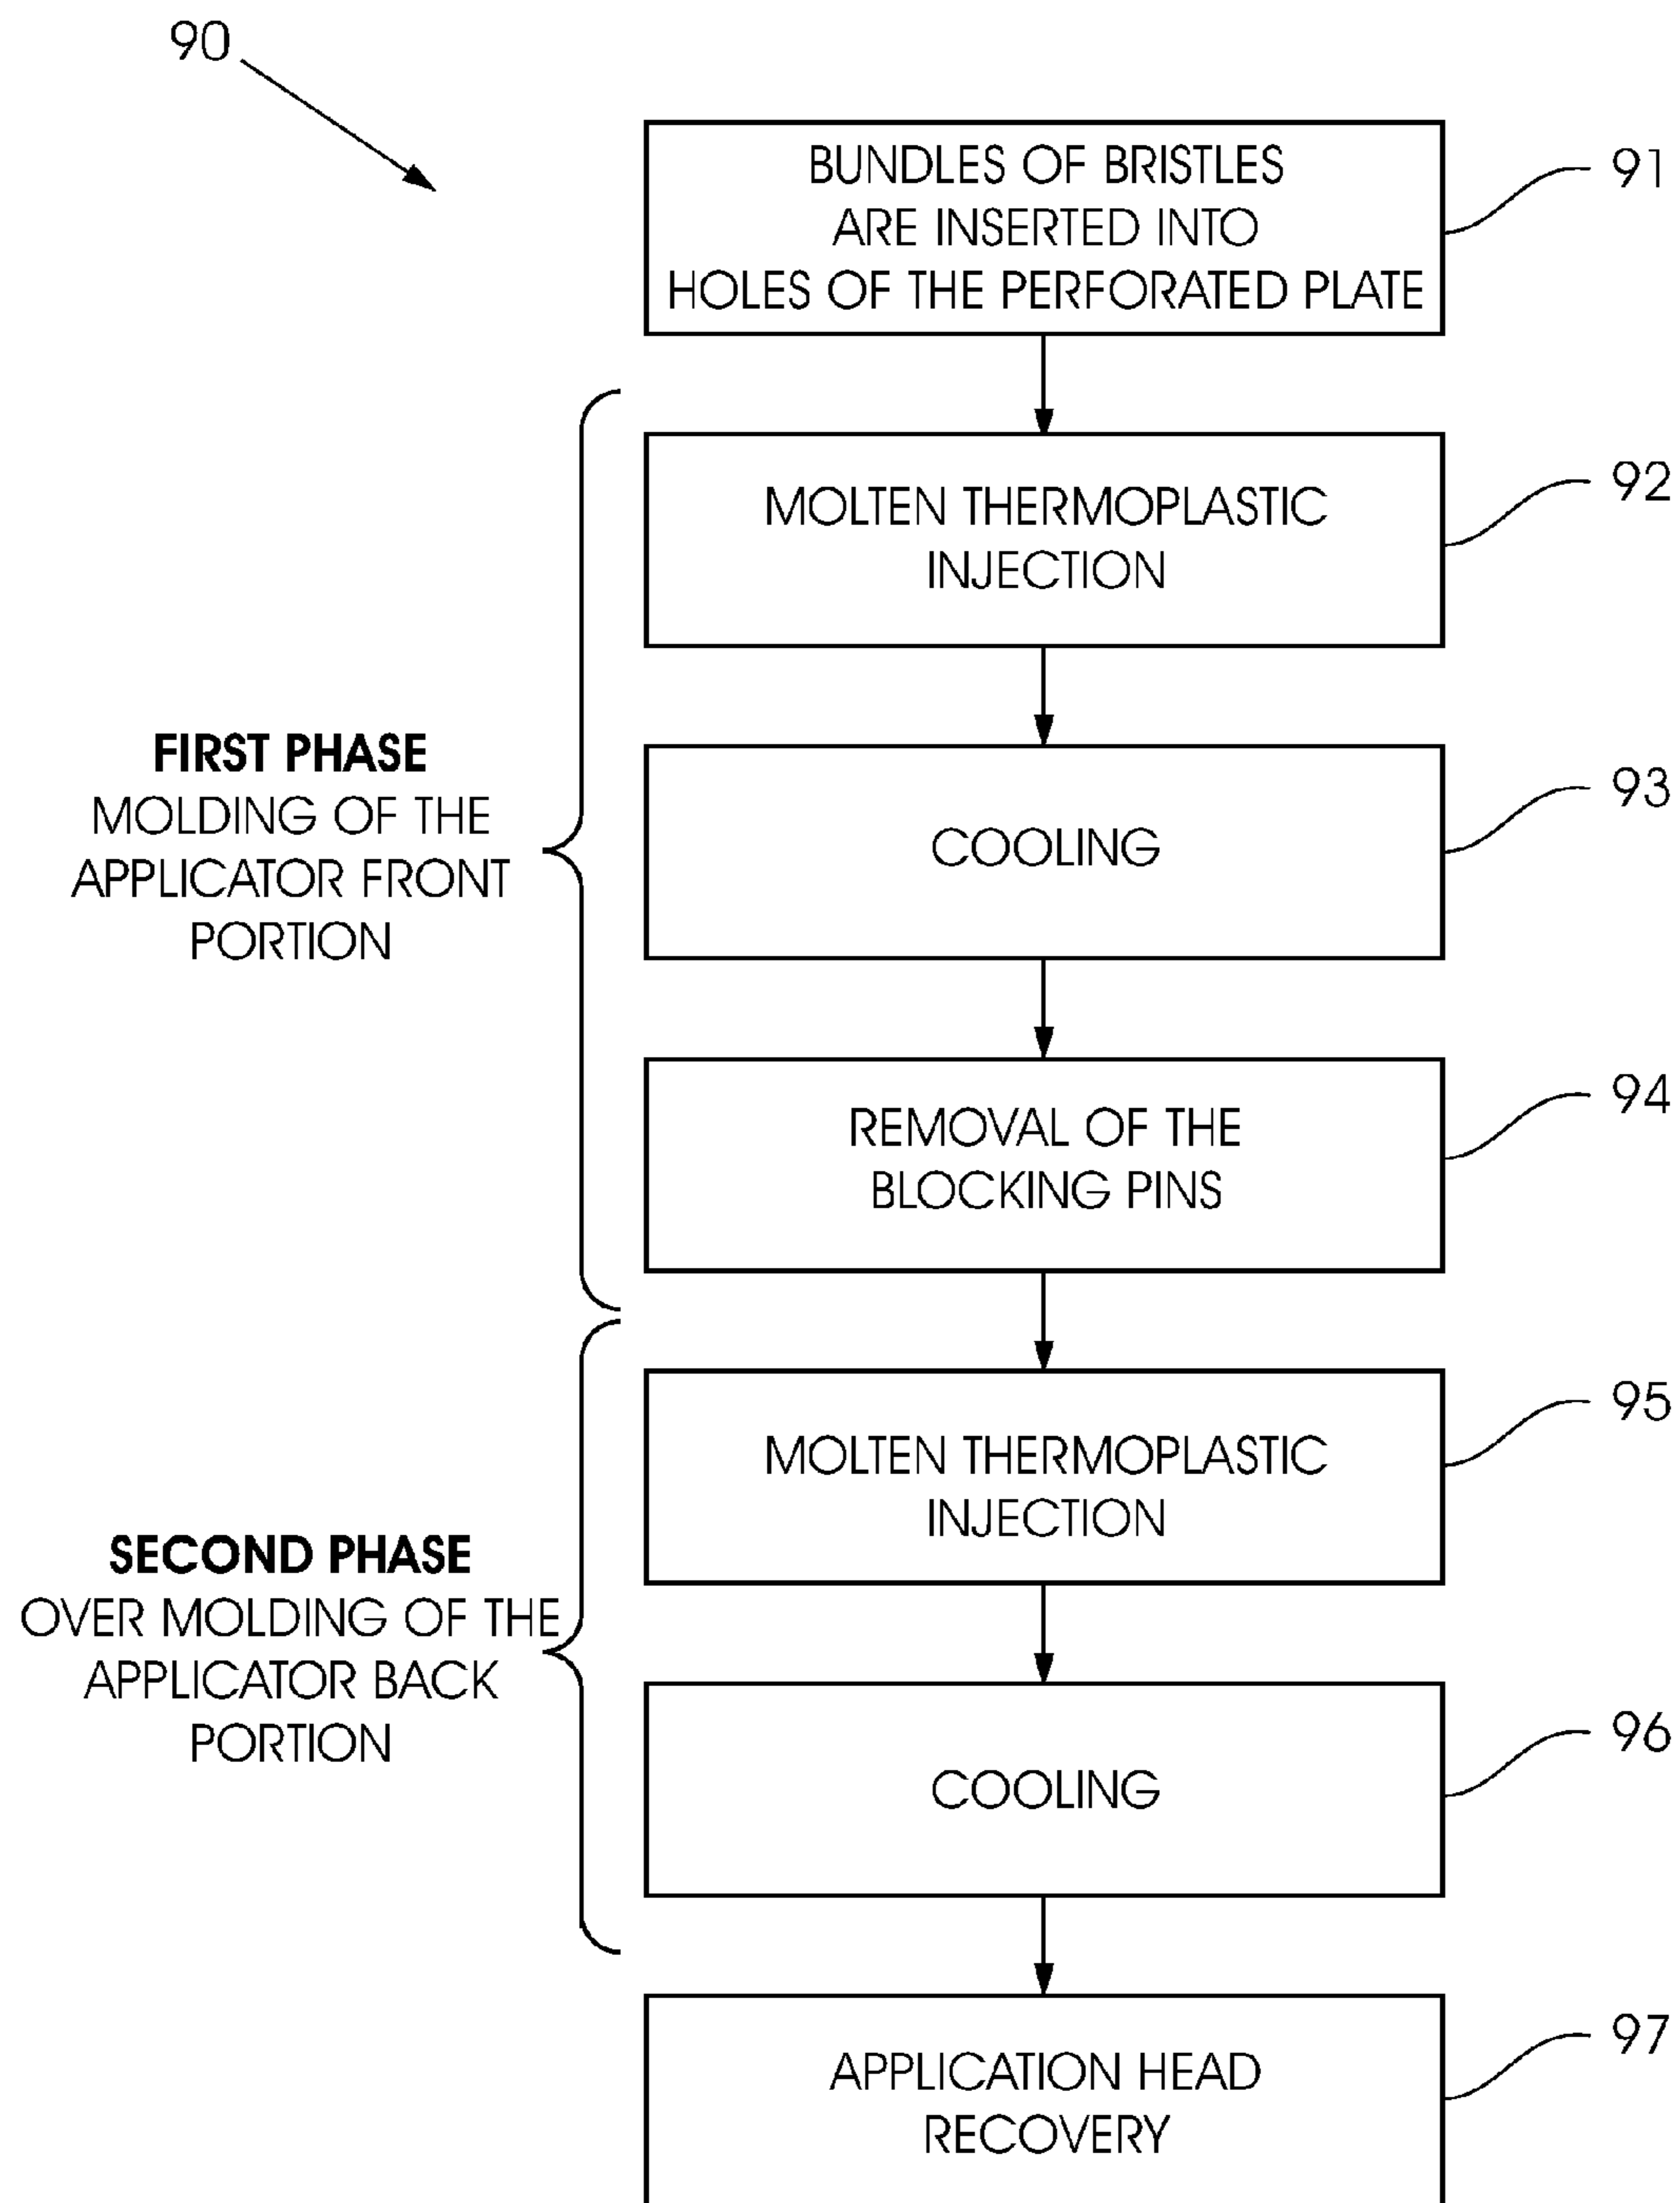 90
BUNDLES OF BRISTLES
ARE INSERTED INTO
HOLES OF THE PERFORATED PLATE
91
MOLTEN THERMOPLASTIC
INJECTION
92
FIRST PHASE
MOLDING OF THE
APPLICATOR FRONT
PORTION
COOLING
93
REMOVAL OF THE
BLOCKING PINS
94
MOLTEN THERMOPLASTIC
INJECTION
95
SECOND PHASE
OVER MOLDING OF THE
APPLICATOR BACK
PORTION
COOLING
96
APPLICATION HEAD
RECOVERY
97